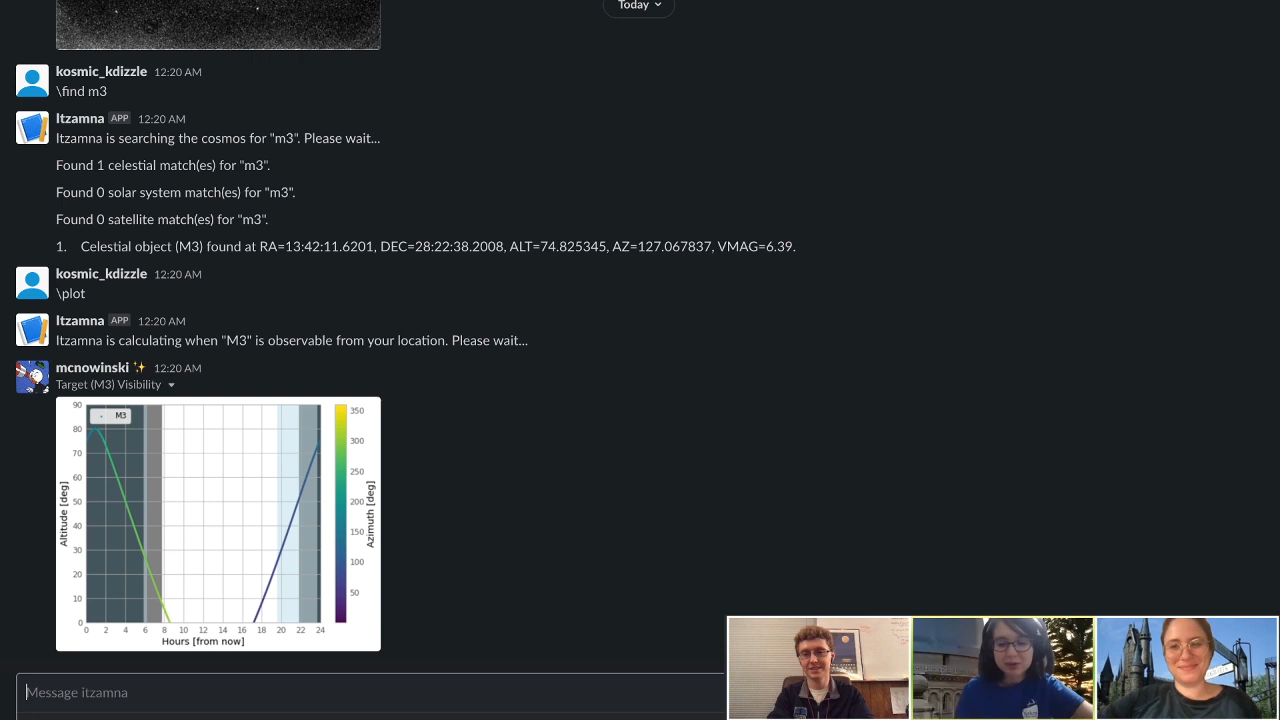 Today
kosmic_kdizzle 12:20 AM
\find m3
Itzamna APP 12:20 AM
Itzamna is searching the cosmos for "m3". Please wait...
Found 1 celestial match(es) for "m3".
Found 0 solar system match(es) for "m3".
Found 0 satellite match(es) for "m3".
1. Celestial object (M3) found at RA=13:42:11.6201, DEC=28:22:38.2008, ALT=74.825345, AZ=127.067837, VMAG=6.39.
kosmic_kdizzle 12:20 AM
\plot
Itzamna APP 12:20 AM
Itzamna is calculating when "M3" is observable from your location. Please wait...
mcnowinski 12:20 AM
Target (M3) Visibility
M3
90
80
70
60
50
40
30
20
10
0
Altitude [deg]
0 2 4 6 8 10 12 14 16 18 20 22 24
Hours [from now]
350
300
250
200
150
100
50
Azimuth [deg]
Message itzamna